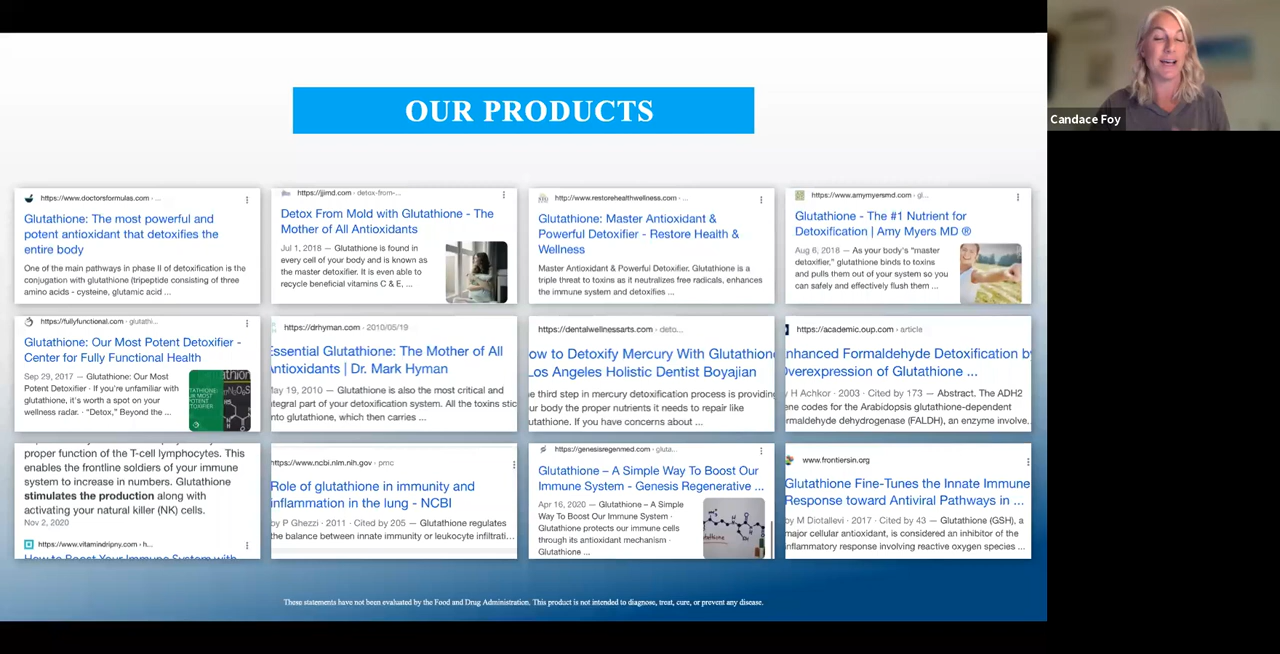 OUR PRODUCTS
https://www.doctorsformulas.com › ...
Glutathione: The most powerful and
potent antioxidant that detoxifies the
entire body
One of the main pathways in phase II of detoxification is the
conjugation with glutathione (tripeptide consisting of three
amino acids - cysteine, glutamic acid ...
https://jjmd.com › detox-from-...
Detox From Mold with Glutathione - The
Mother of All Antioxidants
Jul 1, 2018 — Glutathione is found in
every cell of your body and is known as
the master detoxifier. It is even able to
recycle beneficial vitamins C & E, ...
http://www.restorehealthwellness.com › ...
Glutathione: Master Antioxidant &
Powerful Detoxifier - Restore Health &
Wellness
Master Antioxidant & Powerful Detoxifier. Glutathione is a
triple threat to toxins as it neutralizes free radicals, enhances
the immune system and detoxifies ...
https://www.amymyersmd.com › gl...
Glutathione - The #1 Nutrient for
Detoxification | Amy Myers MD ®
Aug 6, 2018 — As your body's "master
detoxifier," glutathione binds to toxins
and pulls them out of your system so you
can safely and effectively flush them ...
https://fullyfunctional.com › glutathi...
Glutathione: Our Most Potent Detoxifier -
Center for Fully Functional Health
Sep 29, 2017 — Glutathione: Our Most
Potent Detoxifier · If you're unfamiliar with
glutathione, it's worth a spot on your
wellness radar. · "Detox," Beyond the ...
https://drhyman.com › 2010/05/19
Essential Glutathione: The Mother of All
Antioxidants | Dr. Mark Hyman
May 19, 2010 — Glutathione is also the most critical and
integral part of your detoxification system. All the toxins stic
onto glutathione, which then carries ...
https://dentalwellnessarts.com › deto...
ow to Detoxify Mercury With Glutathione
Los Angeles Holistic Dentist Boyajian
e third step in mercury detoxification process is providing
ur body the proper nutrients it needs to repair like
utathione. If you have concerns about ...
https://academic.oup.com › article
nhanced Formaldehyde Detoxification by
Overexpression of Glutathione ...
y H Achkor · 2003 · Cited by 173 — Abstract. The ADH2
ene codes for the Arabidopsis glutathione-dependent
rmaldehyde dehydrogenase (FALDH), an enzyme involve..
proper function of the T-cell lymphocytes. This
enables the frontline soldiers of your immune
system to increase in numbers. Glutathione
stimulates the production along with
activating your natural killer (NK) cells.
Nov 2, 2020
https://www.vitamindripny.com › h...
How to Boost Your Immune System with
https://www.ncbi.nlm.nih.gov › pmc
Role of glutathione in immunity and
inflammation in the lung - NCBI
by P Ghezzi · 2011 · Cited by 205 — Glutathione regulates
the balance between innate immunity or leukocyte infiltrati...
https://genesisregenmed.com › gluta...
Glutathione – A Simple Way To Boost Our
Immune System - Genesis Regenerative ...
Apr 16, 2020 — Glutathione – A Simple
Way To Boost Our Immune System ·
Glutathione protects our immune cells
through its antioxidant mechanism ·
Glutathione ...
www.frontiersin.org
Glutathione Fine-Tunes the Innate Immune
Response toward Antiviral Pathways in ...
by M Diotallevi · 2017 · Cited by 43 — Glutathione (GSH), a
major cellular antioxidant, is considered an inhibitor of the
inflammatory response involving reactive oxygen species ...
These statements have not been evaluated by the Food and Drug Administration. This product is not intended to diagnose, treat, cure, or prevent any disease.
Candace Foy